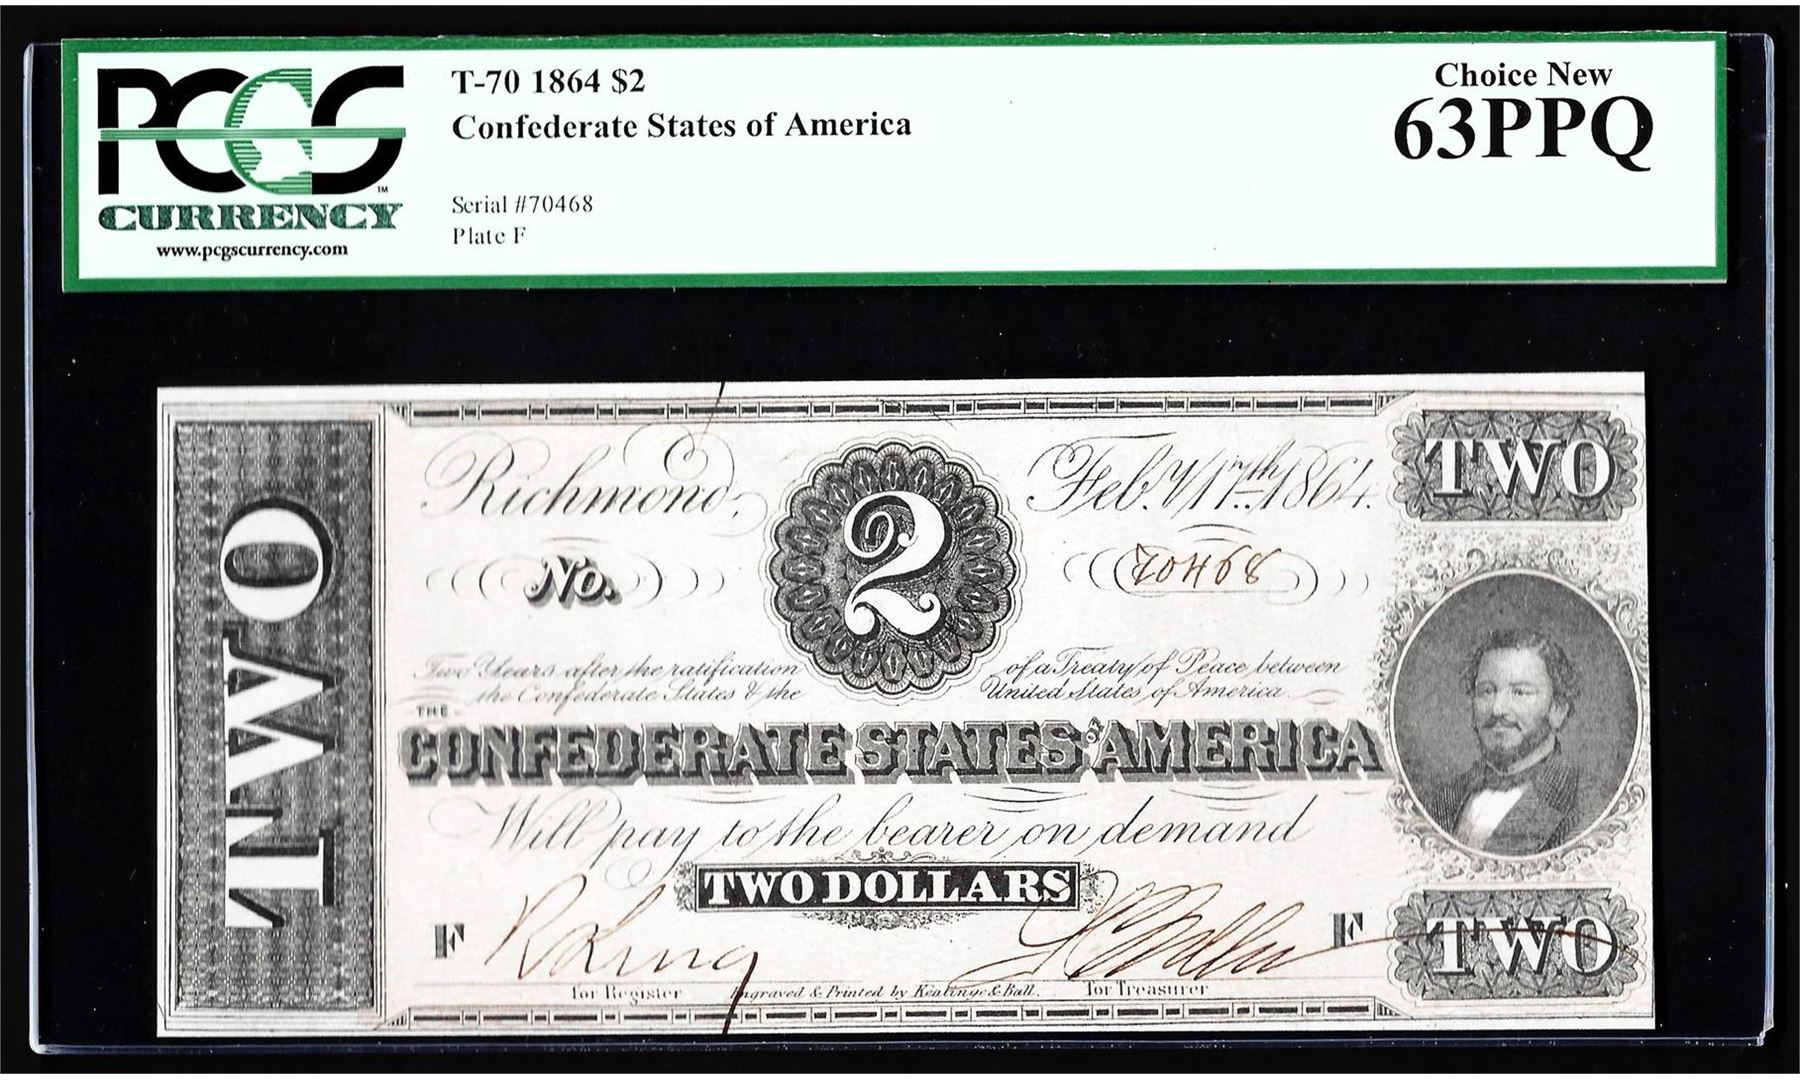 PCGS™
CURRENCY
www.pcgscurrency.com
T-70 1864 $2
Confederate States of America
Serial #70468
Plate F
Choice New
63PPQ
TWO
Richmond, 2 Feb.y 17th 1864. TWO
No. 70468
Two Years after the ratification of a Treaty of Peace between
the Confederate States & the United States of America.
THE
CONFEDERATE STATES OF AMERICA
Will pay to the bearer on demand
TWO DOLLARS
F F TWO
for Register Engraved & Printed by Keatinge & Ball. for Treasurer